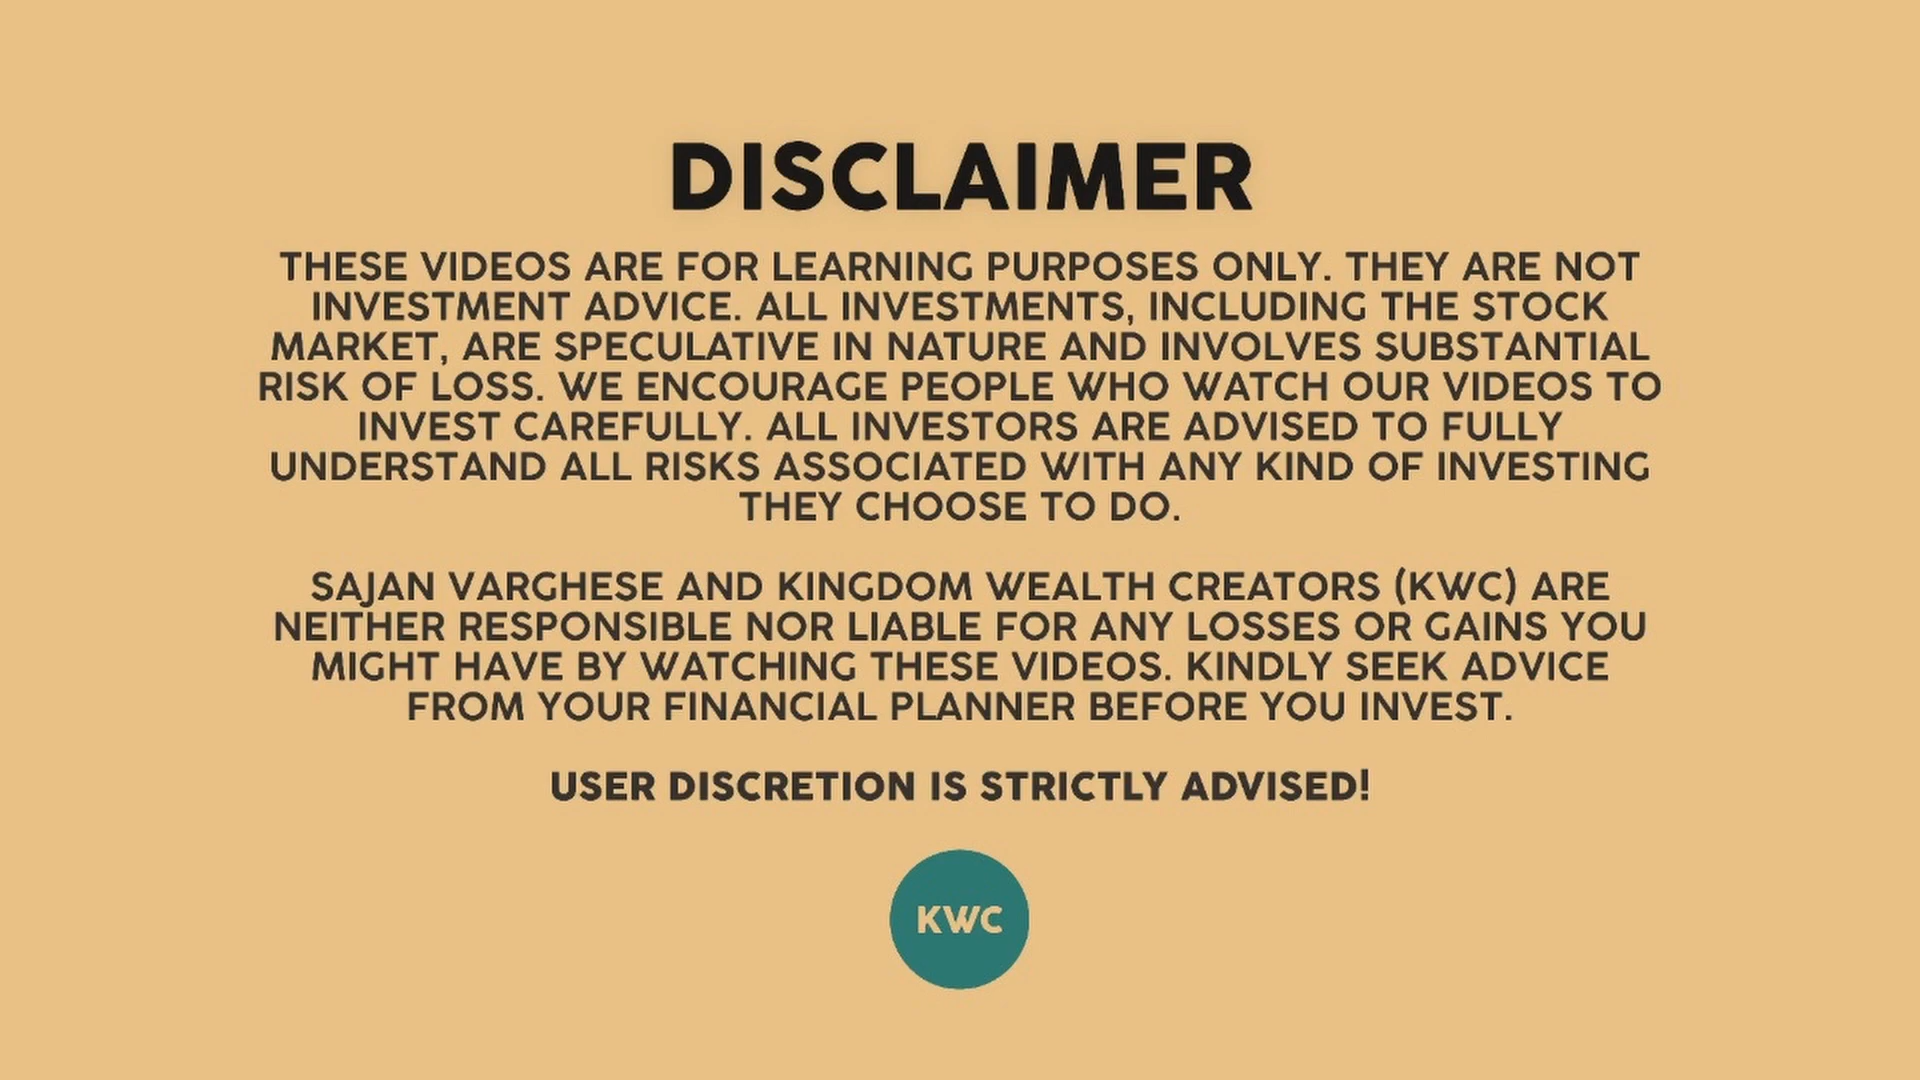 DISCLAIMER
THESE VIDEOS ARE FOR LEARNING PURPOSES ONLY. THEY ARE NOT
INVESTMENT ADVICE. ALL INVESTMENTS, INCLUDING THE STOCK
MARKET, ARE SPECULATIVE IN NATURE AND INVOLVES SUBSTANTIAL
RISK OF LOSS. WE ENCOURAGE PEOPLE WHO WATCH OUR VIDEOS TO
INVEST CAREFULLY. ALL INVESTORS ARE ADVISED TO FULLY
UNDERSTAND ALL RISKS ASSOCIATED WITH ANY KIND OF INVESTING
THEY CHOOSE TO DO.
SAJAN VARGHESE AND KINGDOM WEALTH CREATORS (KWC) ARE
NEITHER RESPONSIBLE NOR LIABLE FOR ANY LOSSES OR GAINS YOU
MIGHT HAVE BY WATCHING THESE VIDEOS. KINDLY SEEK ADVICE
FROM YOUR FINANCIAL PLANNER BEFORE YOU INVEST.
USER DISCRETION IS STRICTLY ADVISED!
KWC